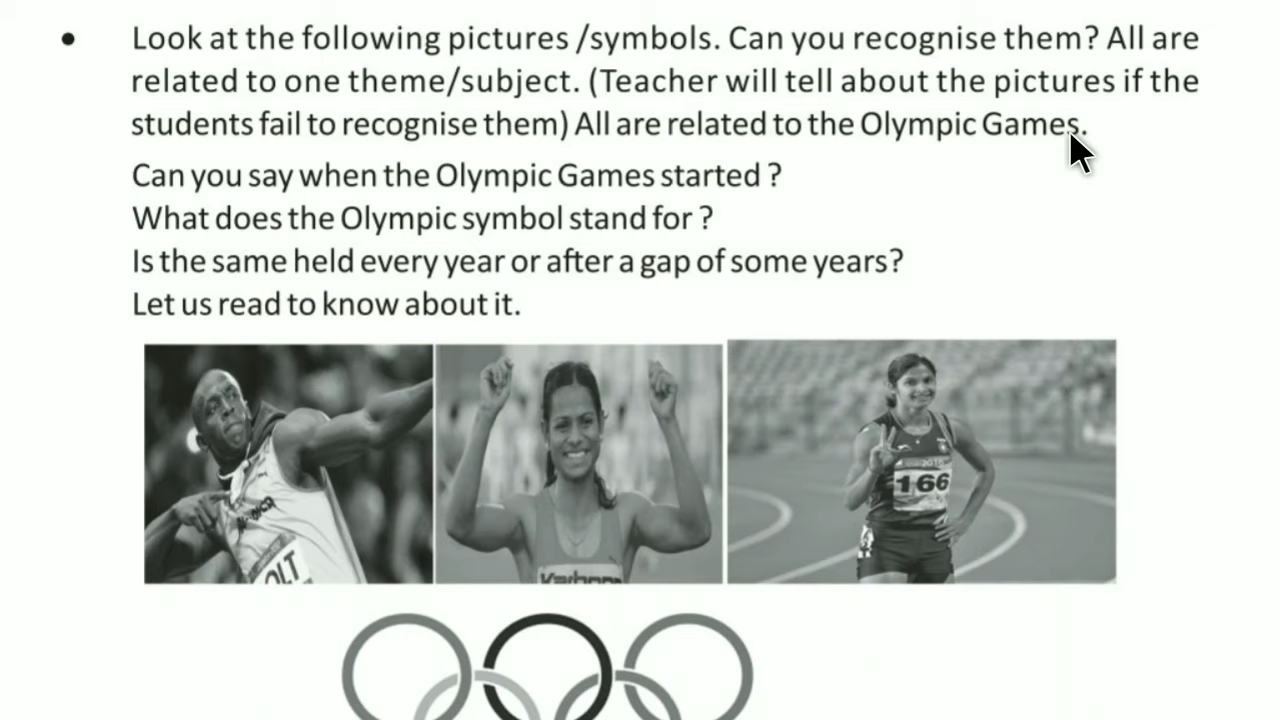 • Look at the following pictures /symbols. Can you recognise them? All are
related to one theme/subject. (Teacher will tell about the pictures if the
students fail to recognise them) All are related to the Olympic Games.
Can you say when the Olympic Games started ?
What does the Olympic symbol stand for ?
Is the same held every year or after a gap of some years?
Let us read to know about it.
OLT
166